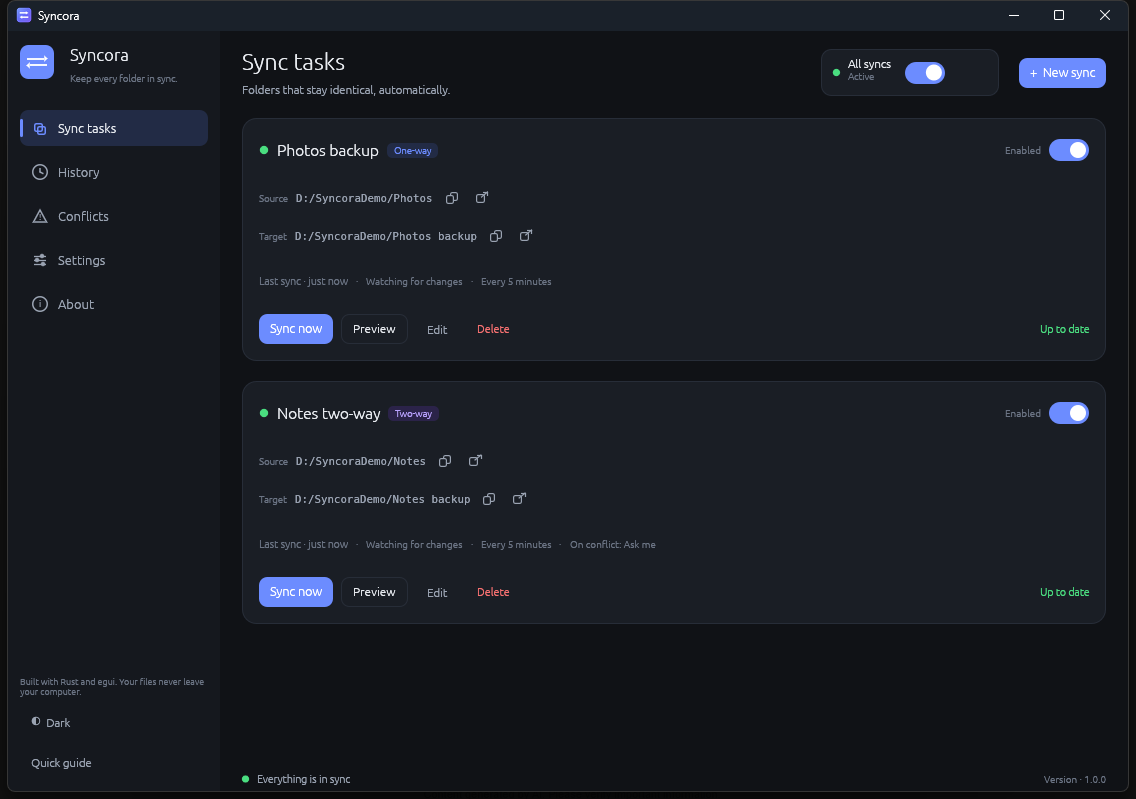 Syncora
Syncora
Keep every folder in sync.
Sync tasks
History
Conflicts
Settings
About
Built with Rust and egui. Your files never leave
your computer.
Dark
Quick guide
Sync tasks
Folders that stay identical, automatically.
All syncs
Active
+ New sync
Photos backup One-way
Enabled
Source D:/SyncoraDemo/Photos
Target D:/SyncoraDemo/Photos backup
Last sync · just now · Watching for changes · Every 5 minutes
Sync now Preview Edit Delete
Up to date
Notes two-way Two-way
Enabled
Source D:/SyncoraDemo/Notes
Target D:/SyncoraDemo/Notes backup
Last sync · just now · Watching for changes · Every 5 minutes · On conflict: Ask me
Sync now Preview Edit Delete
Up to date
Everything is in sync
Version · 1.0.0